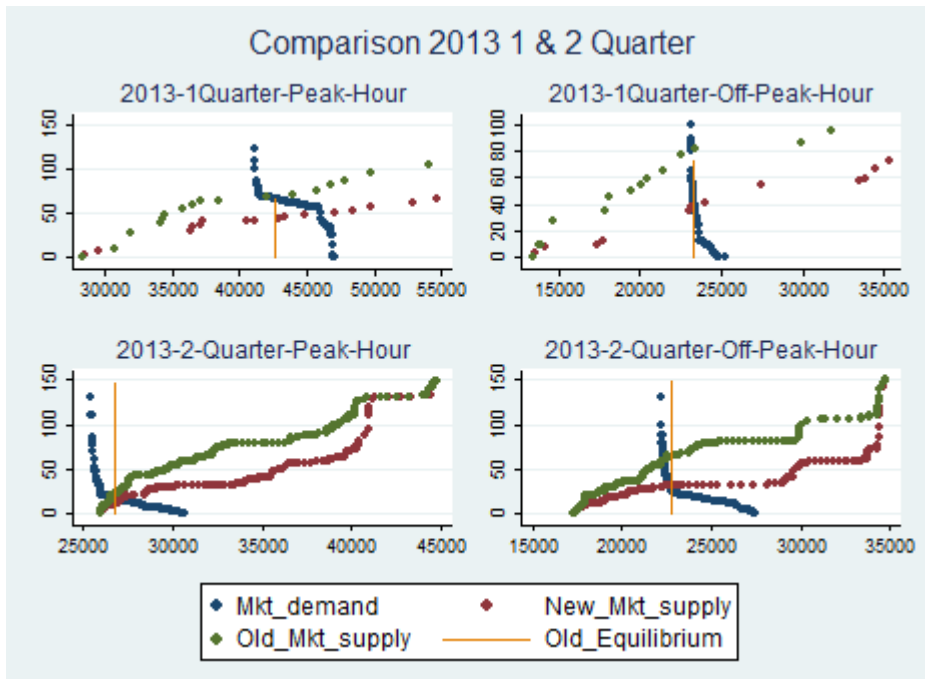 Comparison 2013 1 & 2 Quarter
2013-1Quarter-Peak-Hour
0 50 100 150
30000 35000 40000 45000 50000 55000
2013-1Quarter-Off-Peak-Hour
0 20 40 60 80 100
15000 20000 25000 30000 35000
2013-2-Quarter-Peak-Hour
0 50 100 150
25000 30000 35000 40000 45000
2013-2-Quarter-Off-Peak-Hour
0 50 100 150
15000 20000 25000 30000 35000
Mkt_demand New_Mkt_supply
Old_Mkt_supply Old_Equilibrium